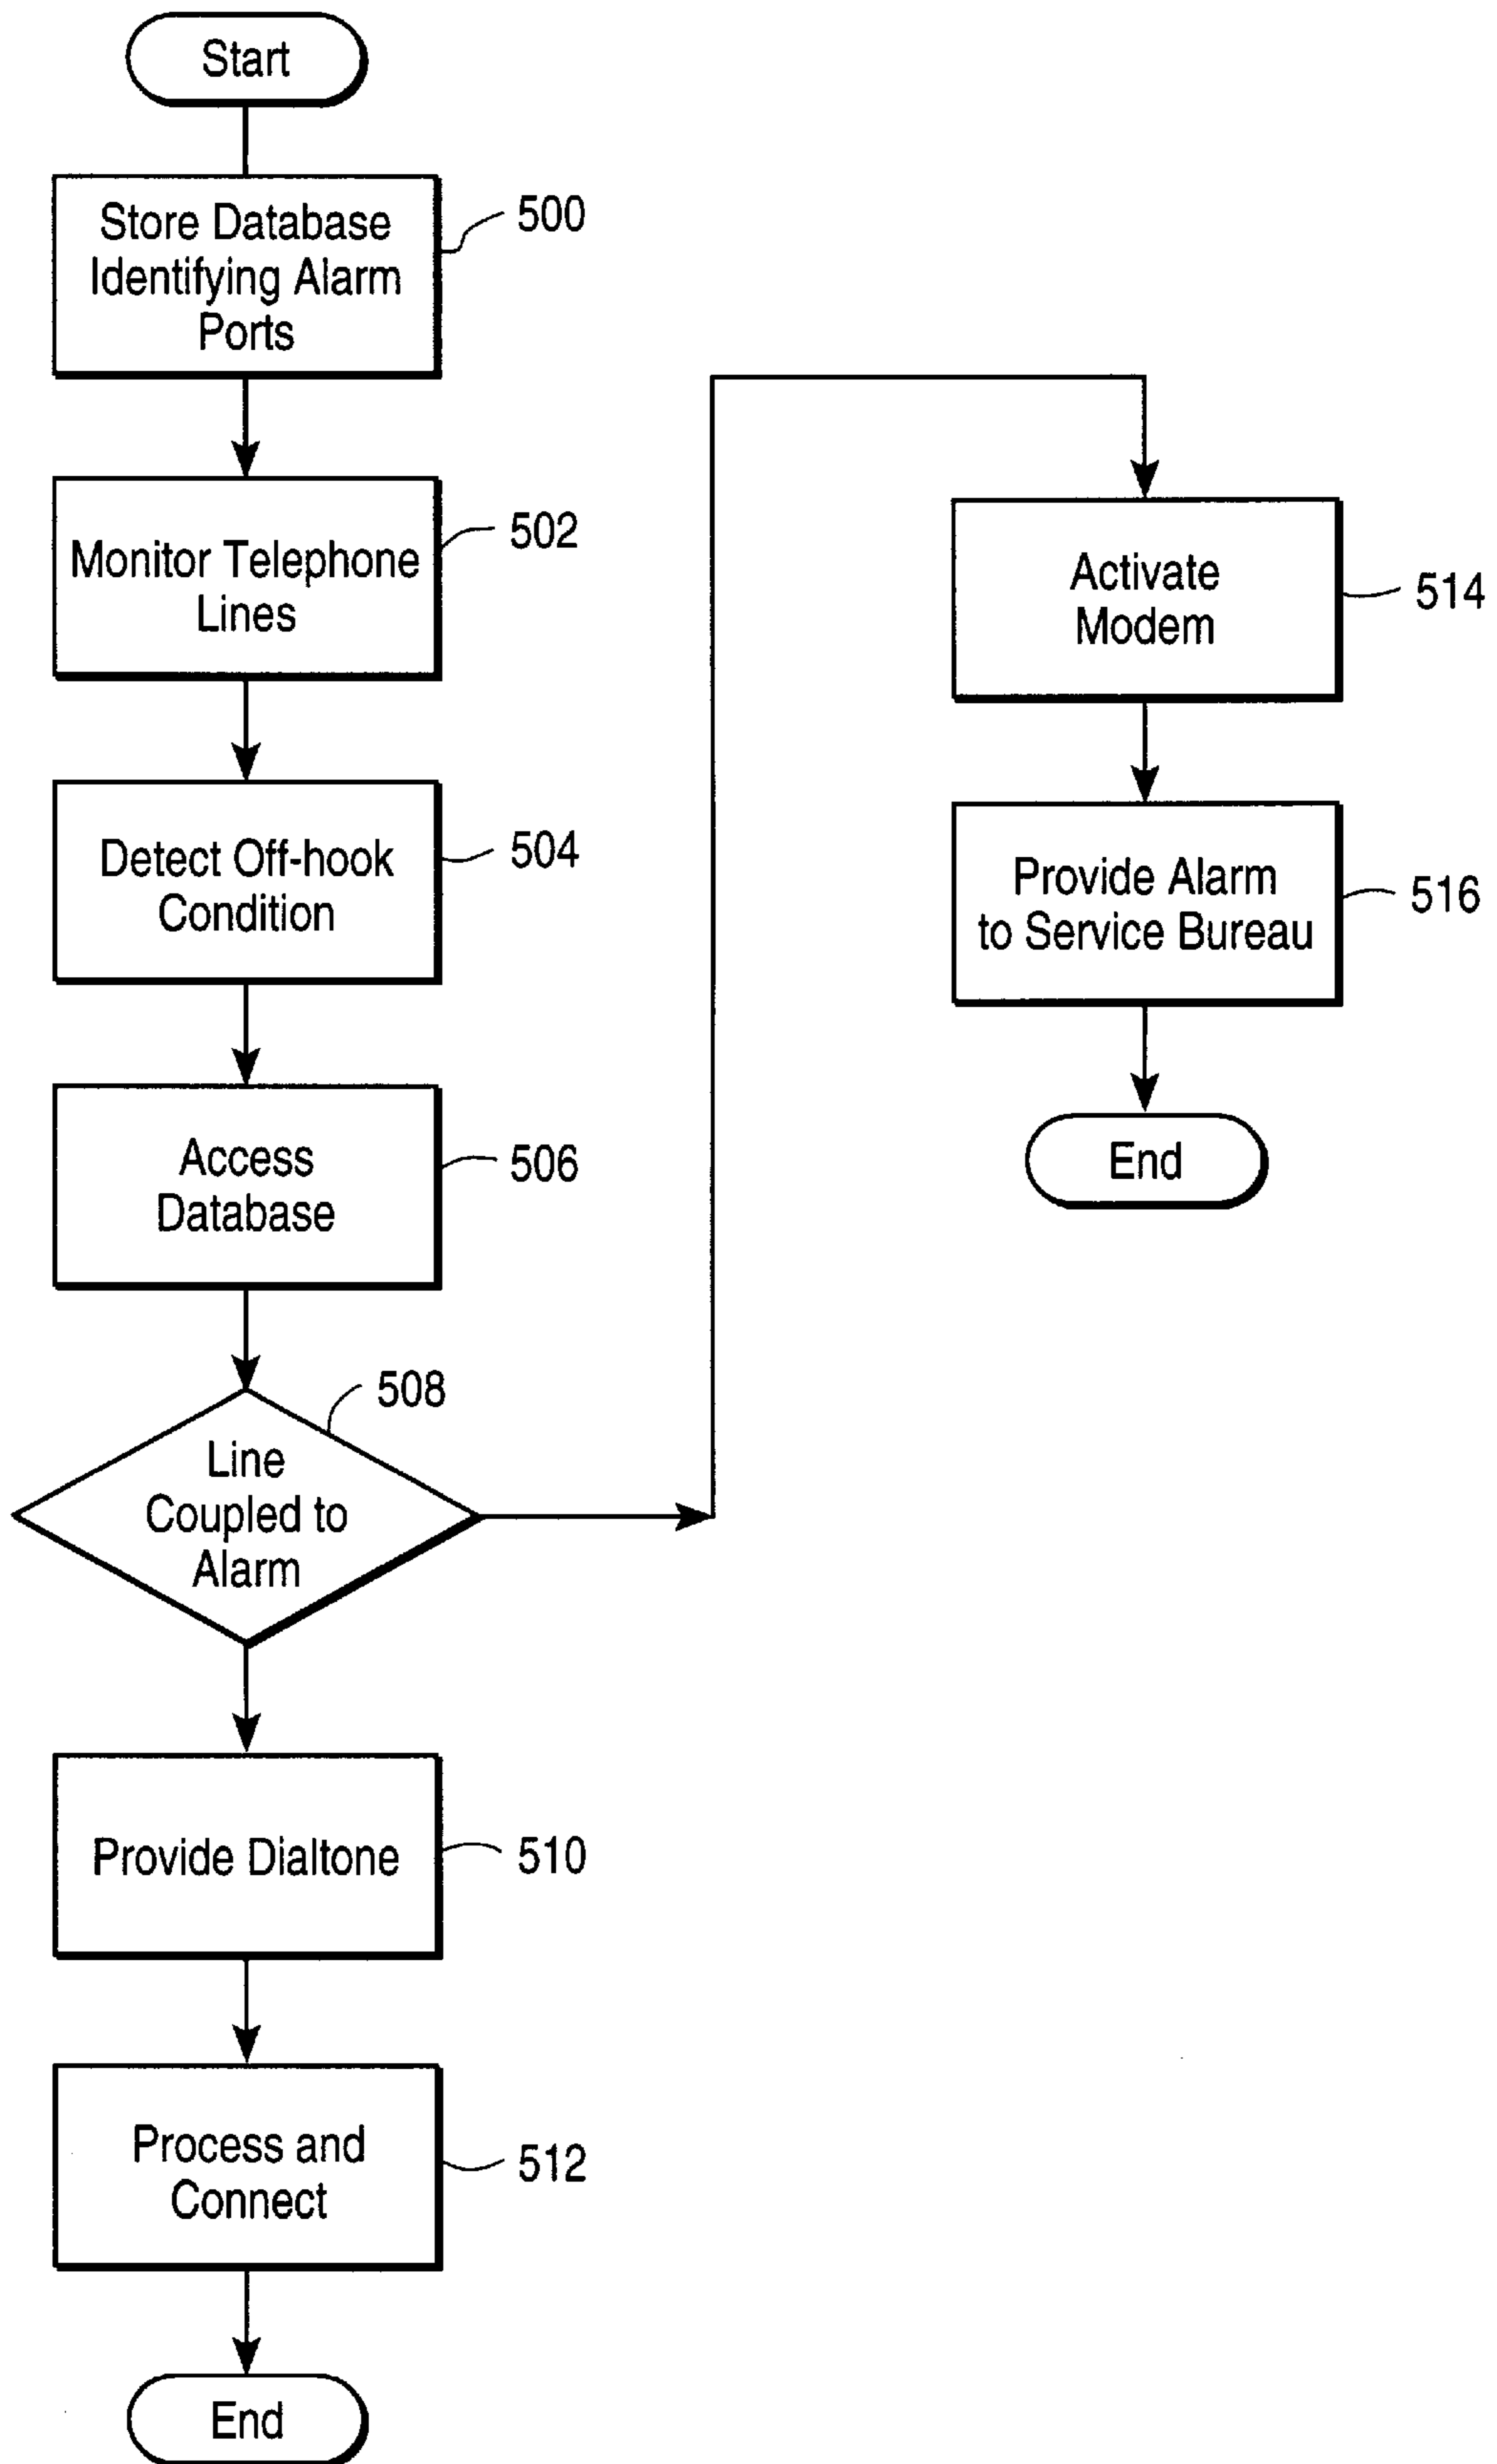 Start
Store Database
Identifying Alarm
Ports
500
Monitor Telephone
Lines
502
Detect Off-hook
Condition
504
Access
Database
506
508
Line
Coupled to
Alarm
Provide Dialtone
510
Process and
Connect
512
End
Activate
Modem
514
Provide Alarm
to Service Bureau
516
End